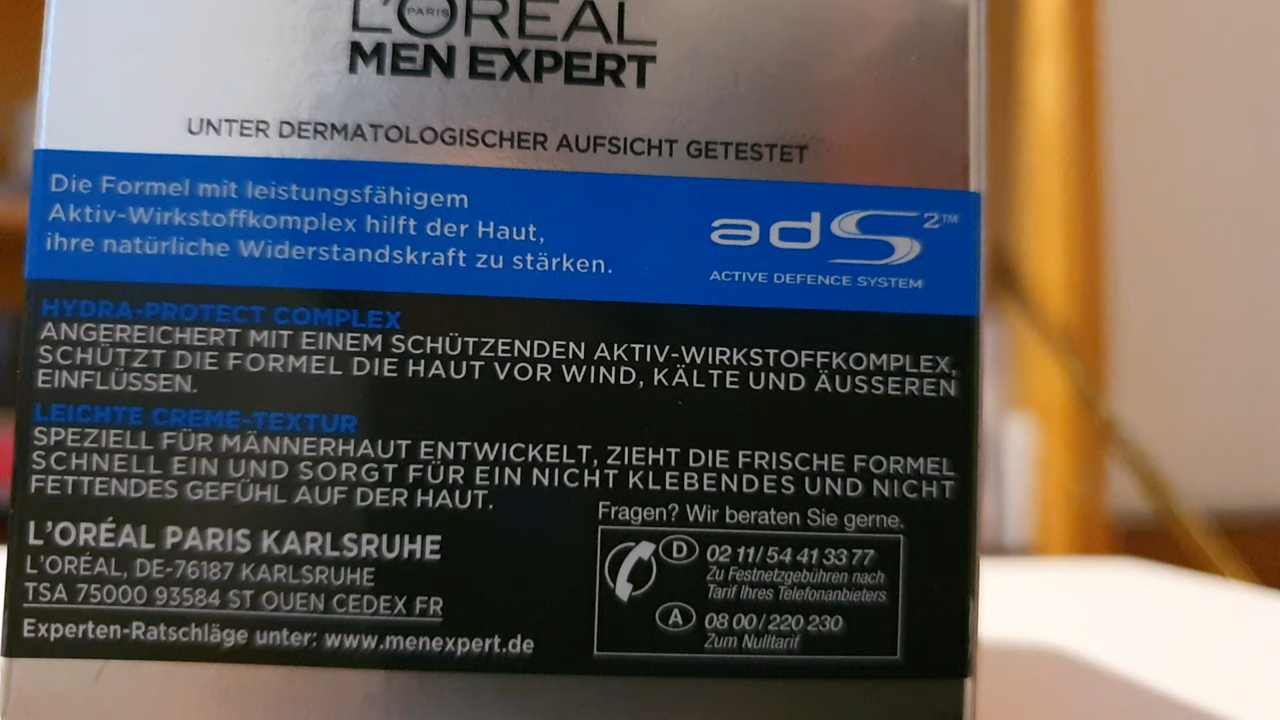 L'ORÉAL
PARIS
MEN EXPERT
UNTER DERMATOLOGISCHER AUFSICHT GETESTET
Die Formel mit leistungsfähigem
Aktiv-Wirkstoffkomplex hilft der Haut,
ihre natürliche Widerstandskraft zu stärken.
adS2™
ACTIVE DEFENCE SYSTEM
HYDRA-PROTECT COMPLEX
ANGEREICHERT MIT EINEM SCHÜTZENDEN AKTIV-WIRKSTOFFKOMPLEX,
SCHÜTZT DIE FORMEL DIE HAUT VOR WIND, KÄLTE UND ÄUSSEREN
EINFLÜSSEN.
LEICHTE CREME-TEXTUR
SPEZIELL FÜR MÄNNERHAUT ENTWICKELT, ZIEHT DIE FRISCHE FORMEL
SCHNELL EIN UND SORGT FÜR EIN NICHT KLEBENDES UND NICHT
FETTENDES GEFÜHL AUF DER HAUT.
L'ORÉAL PARIS KARLSRUHE
L'ORÉAL, DE-76187 KARLSRUHE
TSA 75000 93584 ST OUEN CEDEX FR
Experten-Ratschläge unter: www.menexpert.de
Fragen? Wir beraten Sie gerne.
D 02 11/54 41 33 77
Zu Festnetzgebühren nach
Tarif Ihres Telefonanbieters
A 08 00/220 230
Zum Nulltarif